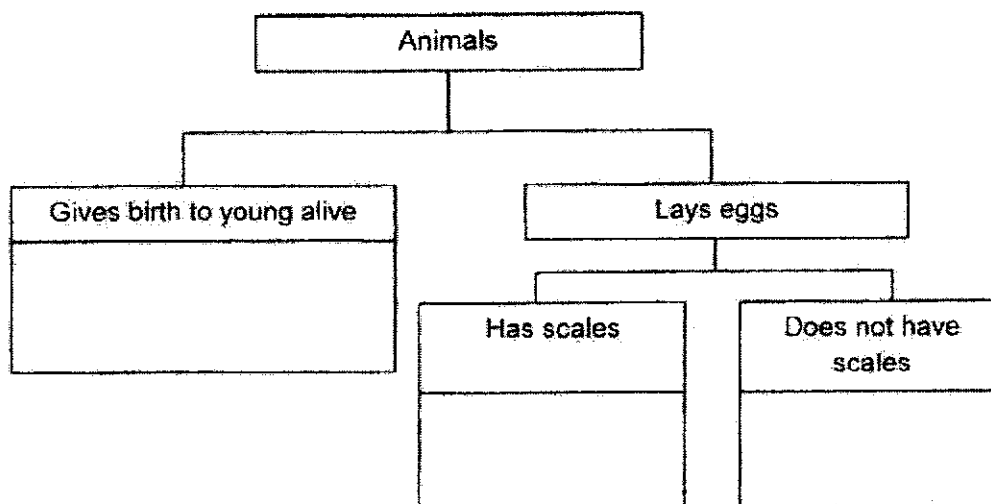 Animals
Gives birth to young alive
Lays eggs
Has scales
Does not have
scales